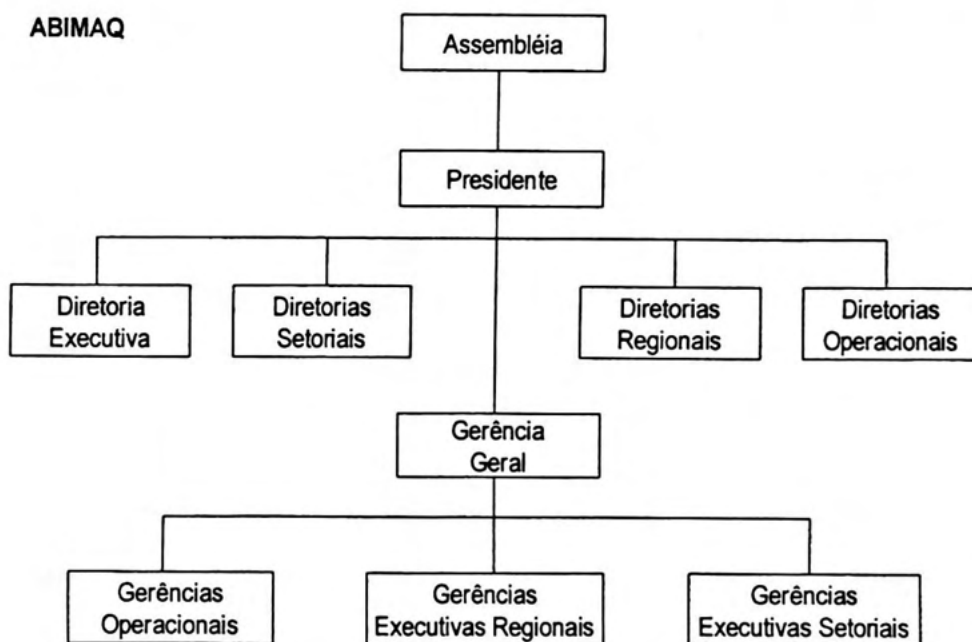 ABIMAQ
Assembléia
Presidente
Diretoria
Executiva
Diretorias
Setoriais
Diretorias
Regionais
Diretorias
Operacionais
Gerência
Geral
Gerências
Operacionais
Gerências
Executivas Regionais
Gerências
Executivas Setoriais